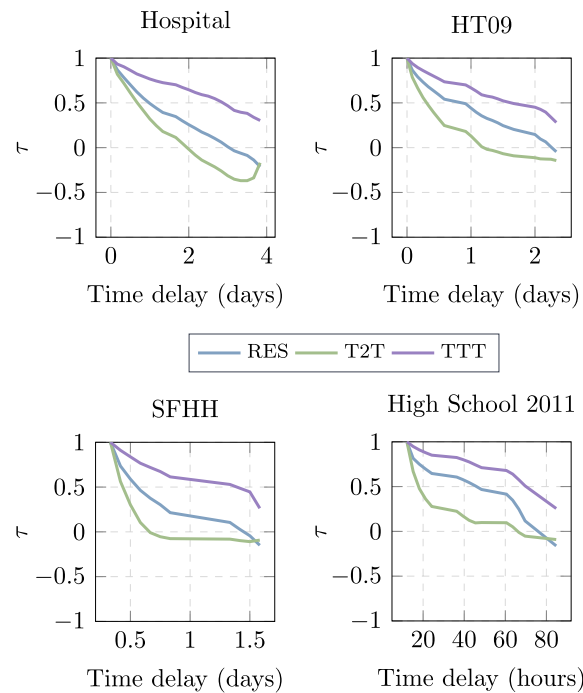 Hospital
HT09
1
0.5
0
−0.5
−1
τ
0 2 4
Time delay (days)
1
0.5
0
−0.5
−1
τ
0 1 2
Time delay (days)
RES T2T TTT
SFHH
High School 2011
1
0.5
0
−0.5
−1
τ
0.5 1 1.5
Time delay (days)
1
0.5
0
−0.5
−1
τ
20 40 60 80
Time delay (hours)